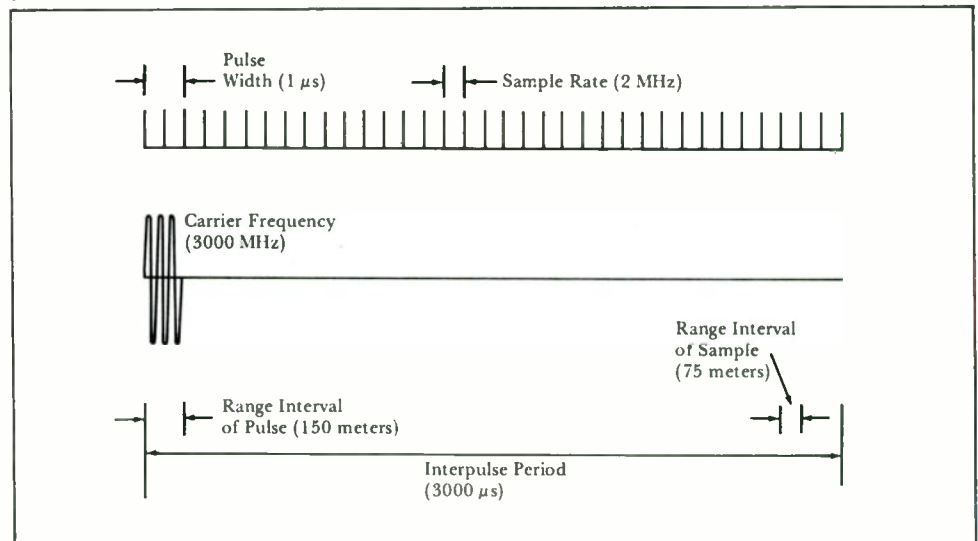 Pulse
Width (1 μs)
Sample Rate (2 MHz)
Carrier Frequency
(3000 MHz)
Range Interval
of Sample
(75 meters)
Range Interval
of Pulse (150 meters)
Interpulse Period
(3000 μs)